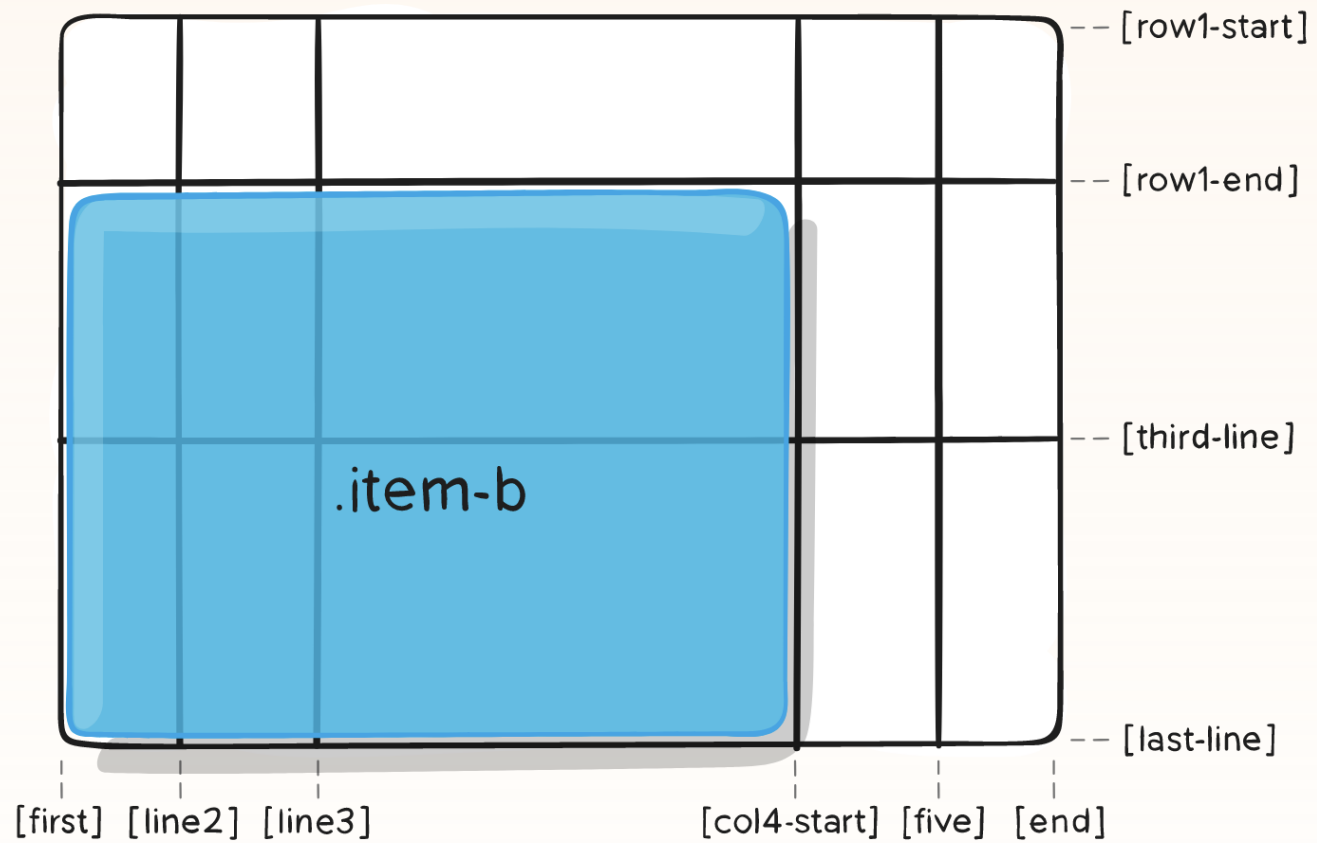 [row1-start]
[row1-end]
[third-line]
.item-b
[last-line]
[first] [line2] [line3] [col4-start] [five] [end]